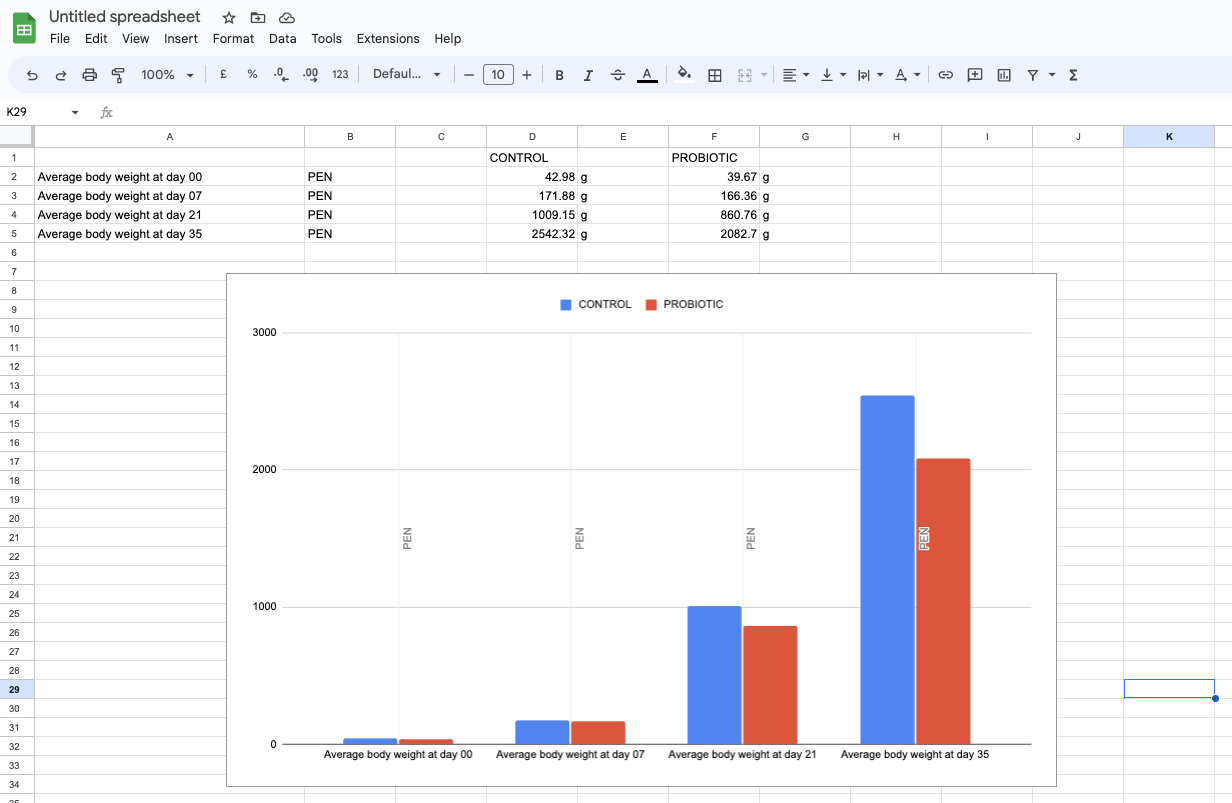 Untitled spreadsheet
File Edit View Insert Format Data Tools Extensions Help
100% £ % .0 .00 123 Defaul... 10 B I A Σ
K29 fx
A B C D E F G H I J K
1 CONTROL PROBIOTIC
2 Average body weight at day 00 PEN 42.98 g 39.67 g
3 Average body weight at day 07 PEN 171.88 g 166.36 g
4 Average body weight at day 21 PEN 1009.15 g 860.76 g
5 Average body weight at day 35 PEN 2542.32 g 2082.7 g
6
7
8
9
10
11
12
13
14
15
16
17
18
19
20
21
22
23
24
25
26
27
28
29
30
31
32
33
34
35
CONTROL PROBIOTIC
3000
2000
PEN PEN PEN PEN
1000
0
Average body weight at day 00 Average body weight at day 07 Average body weight at day 21 Average body weight at day 35